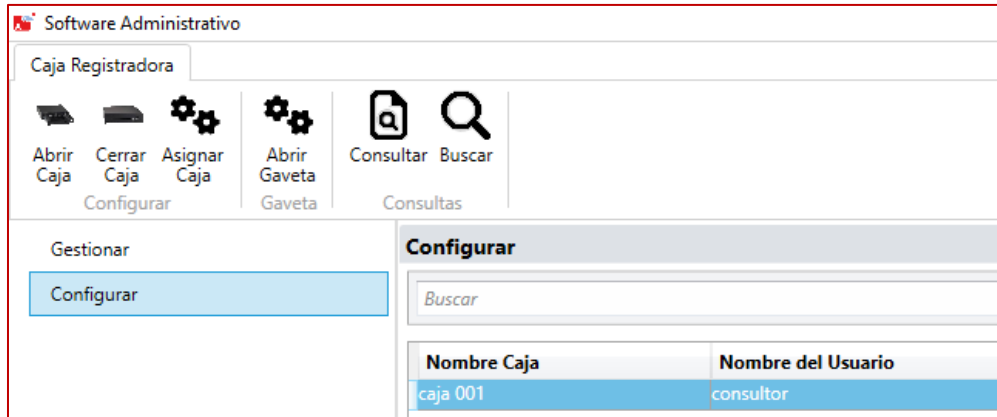 Software Administrativo
Caja Registradora
Abrir Caja
Cerrar Caja
Asignar Caja
Abrir Gaveta
Consultar
Buscar
Configurar
Gaveta
Consultas
Gestionar
Configurar
Configurar
Buscar
Nombre Caja Nombre del Usuario
caja 001 consultor